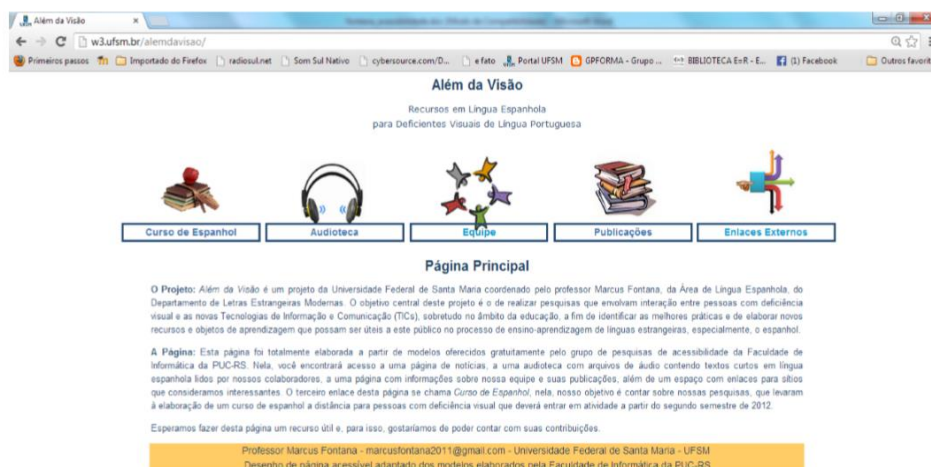 Além da Visão
w3.ufsm.br/alemdavisao/
Primeiros passos
Importado do Firefox
radiosul.net
Som Sul Nativo
cybersource.com/D...
e fato
Portal UFSM
GPFORMA - Grupo ...
BIBLIOTECA E=R - E...
(1) Facebook
Outros favorit
Além da Visão
Recursos em Língua Espanhola
para Deficientes Visuais de Língua Portuguesa
Curso de Espanhol
Audioteca
Equipe
Publicações
Enlaces Externos
Página Principal
O Projeto: Além da Visão é um projeto da Universidade Federal de Santa Maria coordenado pelo professor Marcus Fontana, da Área de Língua Espanhola, do
Departamento de Letras Estrangeiras Modernas. O objetivo central deste projeto é o de realizar pesquisas que envolvam interação entre pessoas com deficiência
visual e as novas Tecnologias de Informação e Comunicação (TICs), sobretudo no âmbito da educação, a fim de identificar as melhores práticas e de elaborar novos
recursos e objetos de aprendizagem que possam ser úteis a este público no processo de ensino-aprendizagem de línguas estrangeiras, especialmente, o espanhol.
A Página: Esta página foi totalmente elaborada a partir de modelos oferecidos gratuitamente pelo grupo de pesquisas de acessibilidade da Faculdade de
Informática da PUC-RS. Nela, você encontrará acesso a uma página de notícias, a uma audioteca com arquivos de áudio contendo textos curtos em língua
espanhola lidos por nossos colaboradores, a uma página com informações sobre nossa equipe e suas publicações, além de um espaço com enlaces para sítios
que consideramos interessantes. O terceiro enlace desta página se chama Curso de Espanhol, nela, nosso objetivo é contar sobre nossas pesquisas, que levaram
à elaboração de um curso de espanhol a distância para pessoas com deficiência visual que deverá entrar em atividade a partir do segundo semestre de 2012.
Esperamos fazer desta página um recurso útil e, para isso, gostaríamos de poder contar com suas contribuições.
Professor Marcus Fontana - marcusfontana2011@gmail.com - Universidade Federal de Santa Maria - UFSM
Desenho de página acessível adaptado dos modelos elaborados pela Faculdade de Informática da PUC-RS